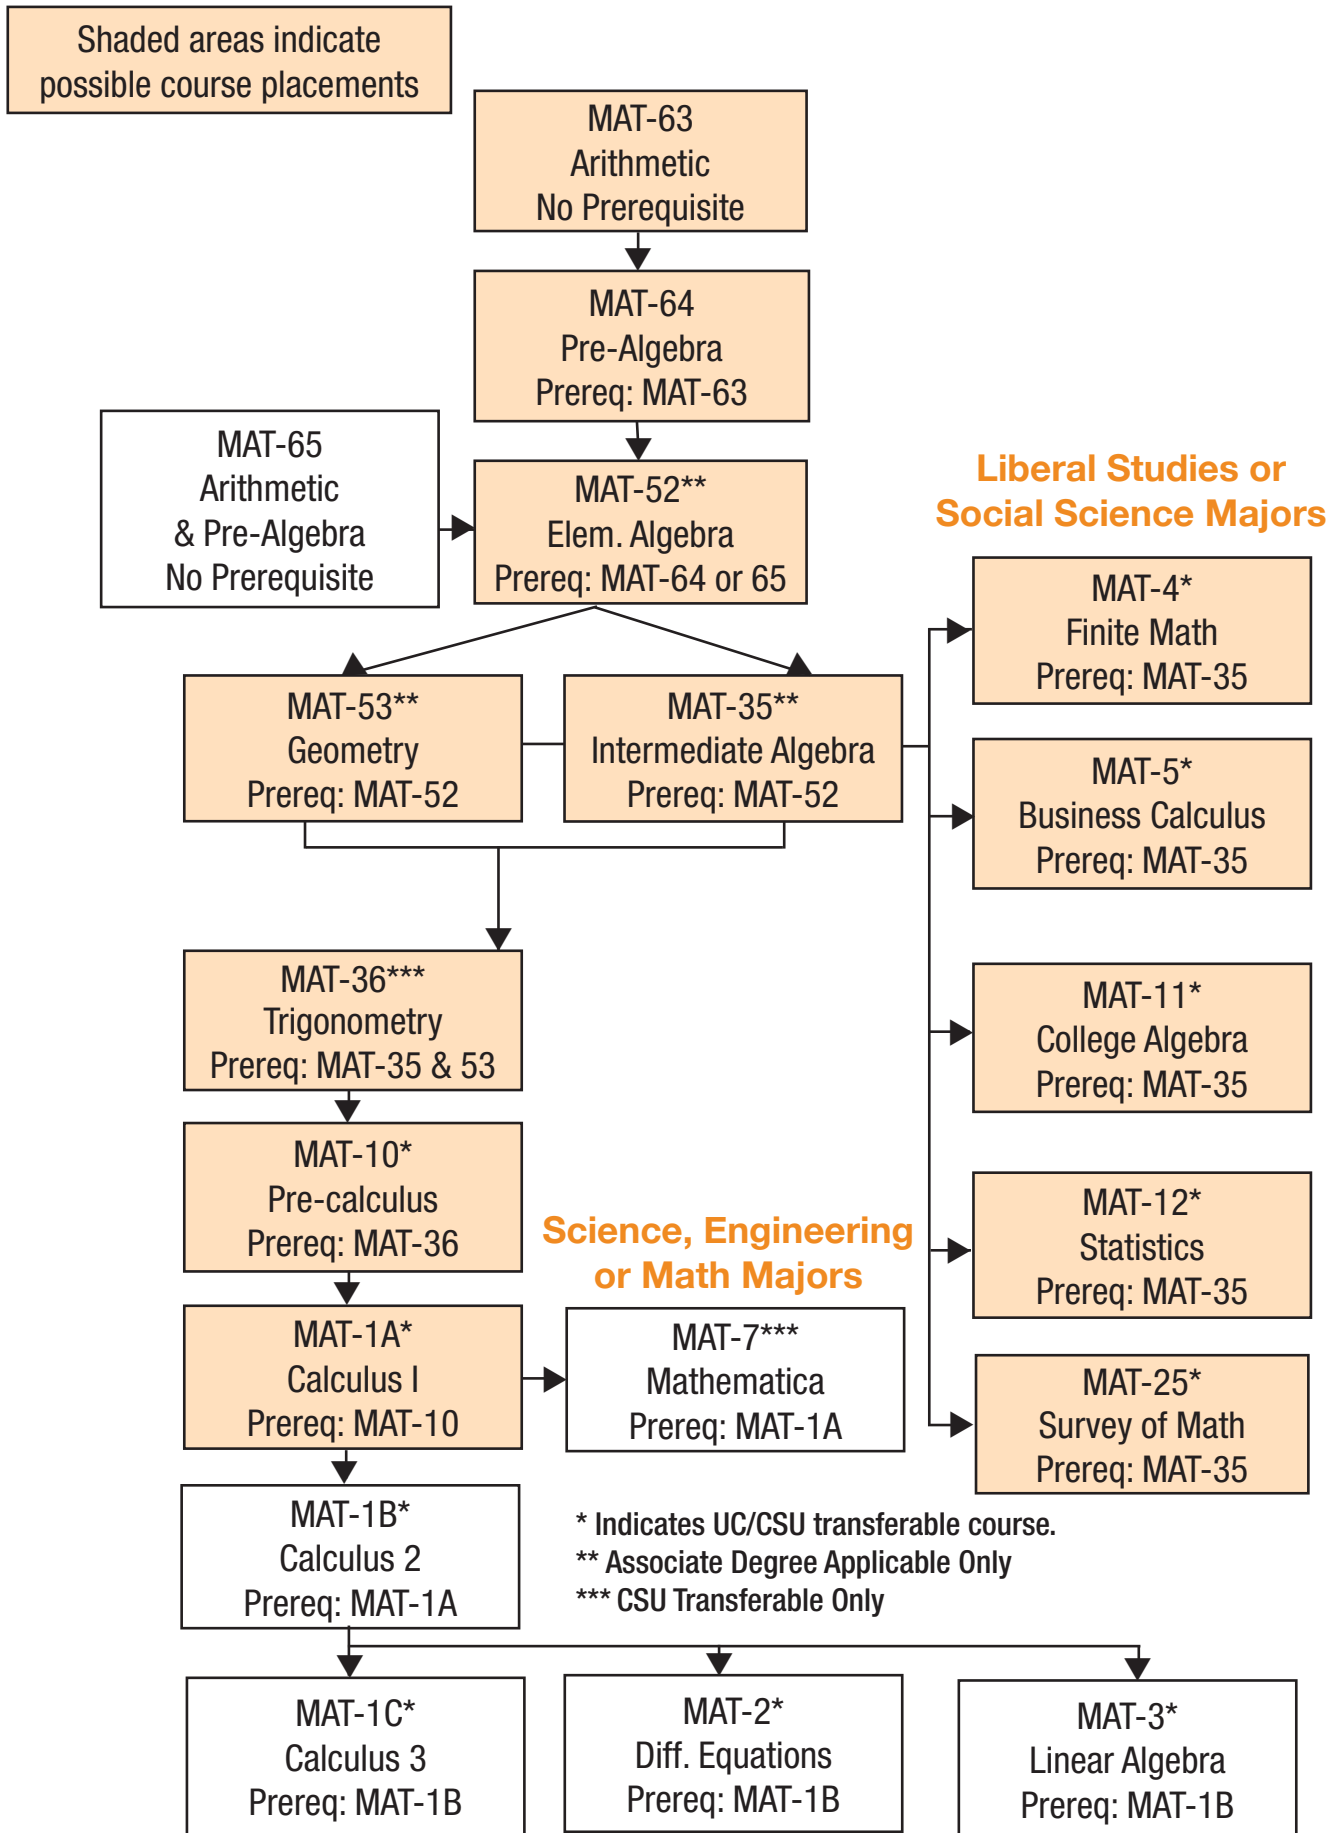 Shaded areas indicate
possible course placements
MAT-63
Arithmetic
No Prerequisite
MAT-64
Pre-Algebra
Prereq: MAT-63
MAT-65
Arithmetic
& Pre-Algebra
No Prerequisite
MAT-52**
Elem. Algebra
Prereq: MAT-64 or 65
Liberal Studies or
Social Science Majors
MAT-53**
Geometry
Prereq: MAT-52
MAT-35**
Intermediate Algebra
Prereq: MAT-52
MAT-4*
Finite Math
Prereq: MAT-35
MAT-5*
Business Calculus
Prereq: MAT-35
MAT-11*
College Algebra
Prereq: MAT-35
MAT-12*
Statistics
Prereq: MAT-35
MAT-25*
Survey of Math
Prereq: MAT-35
MAT-36***
Trigonometry
Prereq: MAT-35 & 53
MAT-10*
Pre-calculus
Prereq: MAT-36
Science, Engineering
or Math Majors
MAT-1A*
Calculus I
Prereq: MAT-10
MAT-7***
Mathematica
Prereq: MAT-1A
MAT-1B*
Calculus 2
Prereq: MAT-1A
* Indicates UC/CSU transferable course.
** Associate Degree Applicable Only
*** CSU Transferable Only
MAT-1C*
Calculus 3
Prereq: MAT-1B
MAT-2*
Diff. Equations
Prereq: MAT-1B
MAT-3*
Linear Algebra
Prereq: MAT-1B